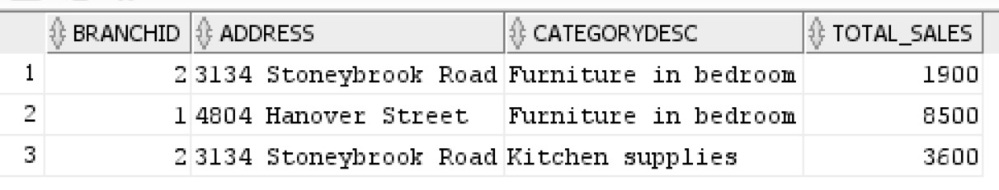 BRANCHID ADDRESS CATEGORYDESC TOTAL_SALES
1 2 3134 Stoneybrook Road Furniture in bedroom 1900
2 1 4804 Hanover Street Furniture in bedroom 8500
3 2 3134 Stoneybrook Road Kitchen supplies 3600